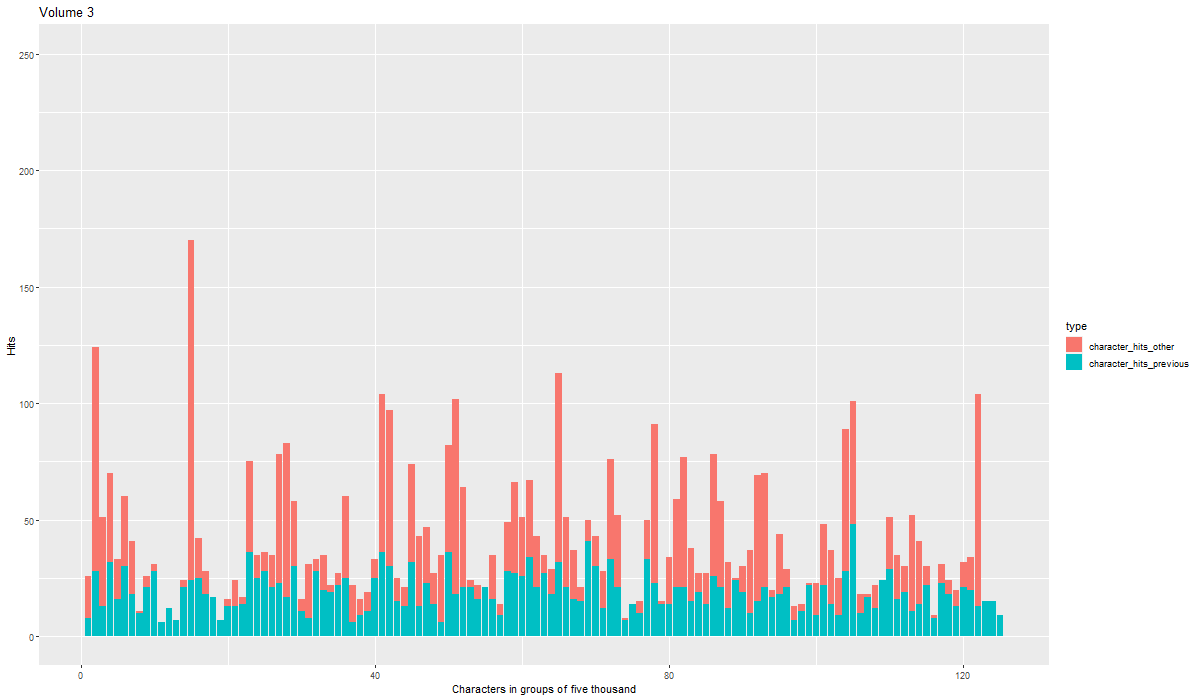 Volume 3
250
200
150
100
50
0
Hits
0 40 80 120
Characters in groups of five thousand
type
character_hits_other
character_hits_previous